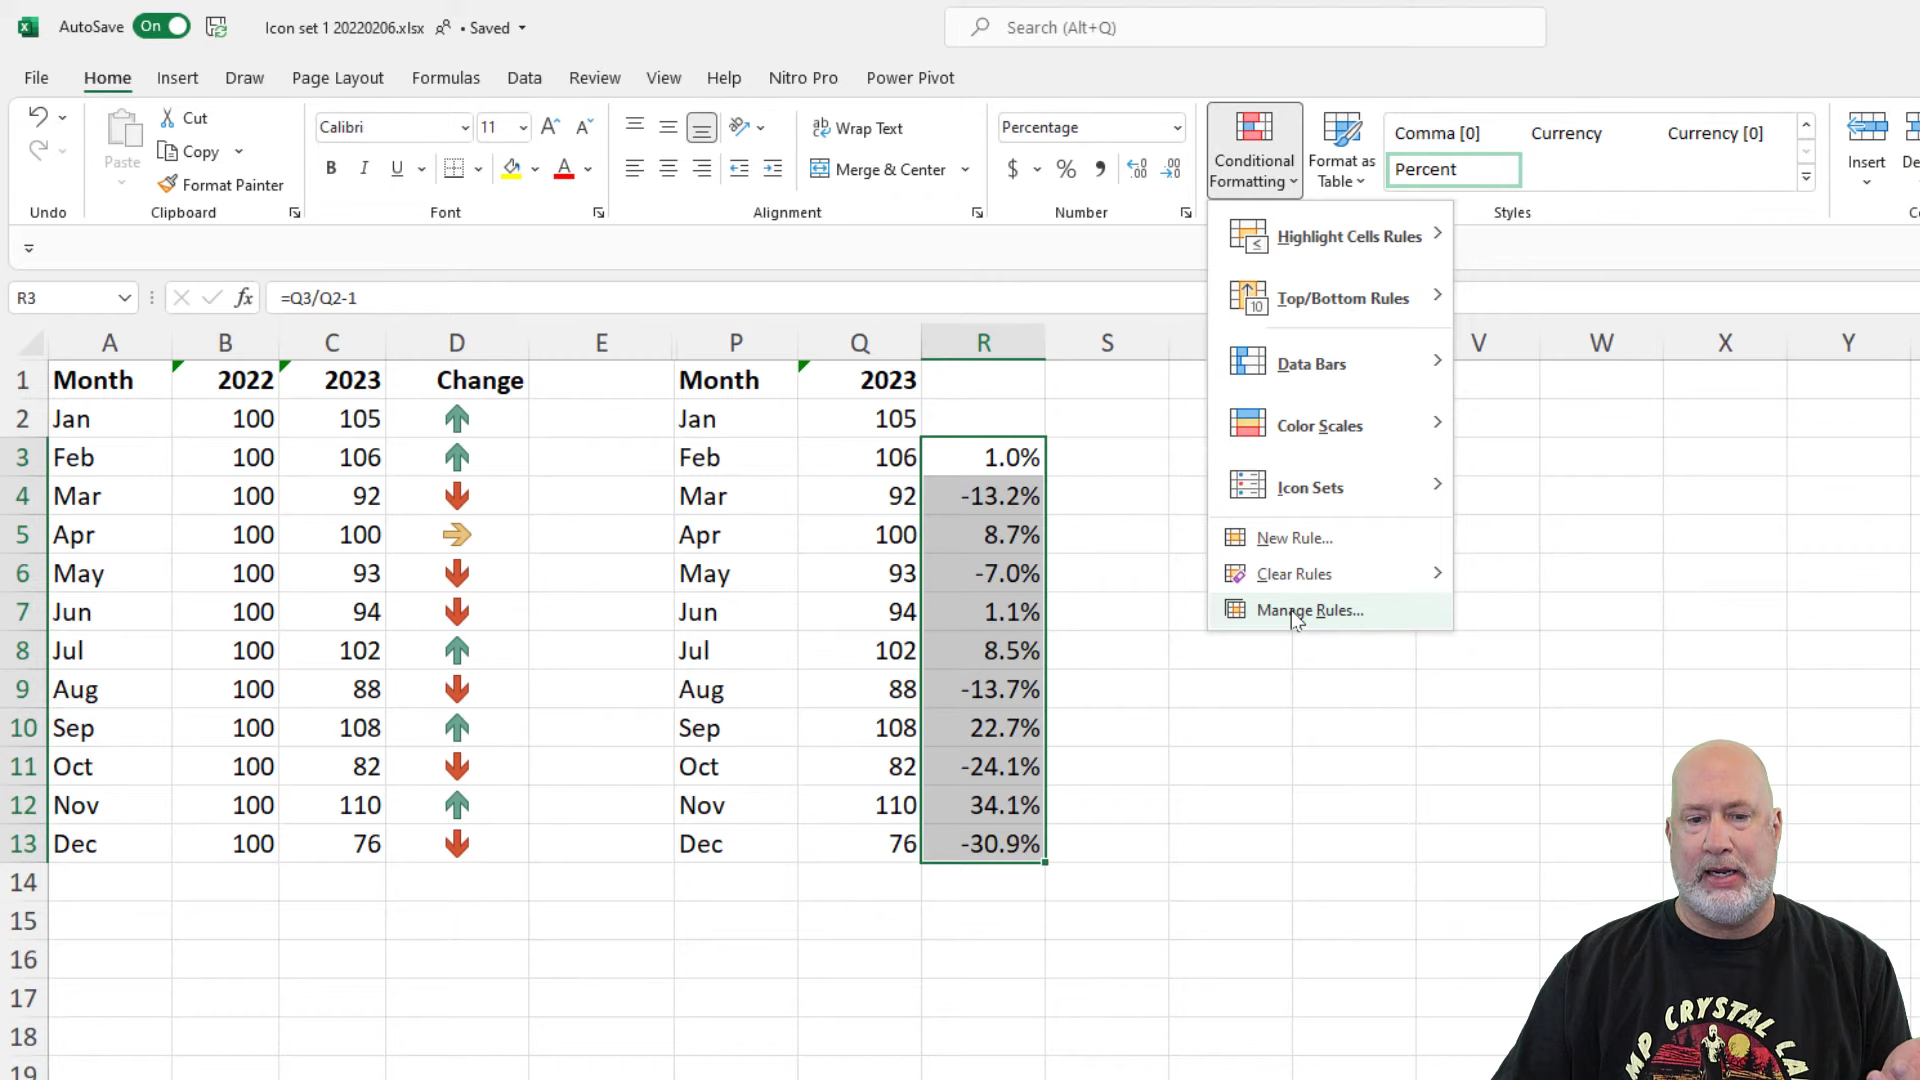 AutoSave On Icon set 1 20220206.xlsx • Saved Search (Alt+Q)
File Home Insert Draw Page Layout Formulas Data Review View Help Nitro Pro Power Pivot
Paste Cut Copy Format Painter
Calibri 11
B I U A
ab Wrap Text
Merge & Center
Percentage
$ % 9 .00 .00
Conditional Formatting
Format as Table
Comma [0] Currency Currency [0]
Percent
Insert
Undo Clipboard Font Alignment Number Styles
Highlight Cells Rules
Top/Bottom Rules
10
Data Bars
Color Scales
Icon Sets
New Rule...
Clear Rules
Manage Rules...
R3 fx =Q3/Q2-1
A B C D E P Q R S V W X Y
1 Month 2022 2023 Change Month 2023
2 Jan 100 105 Jan 105
3 Feb 100 106 Feb 106 1.0%
4 Mar 100 92 Mar 92 -13.2%
5 Apr 100 100 Apr 100 8.7%
6 May 100 93 May 93 -7.0%
7 Jun 100 94 Jun 94 1.1%
8 Jul 100 102 Jul 102 8.5%
9 Aug 100 88 Aug 88 -13.7%
10 Sep 100 108 Sep 108 22.7%
11 Oct 100 82 Oct 82 -24.1%
12 Nov 100 110 Nov 110 34.1%
13 Dec 100 76 Dec 76 -30.9%
14
15
16
17
18
19
MP CRYSTAL LA